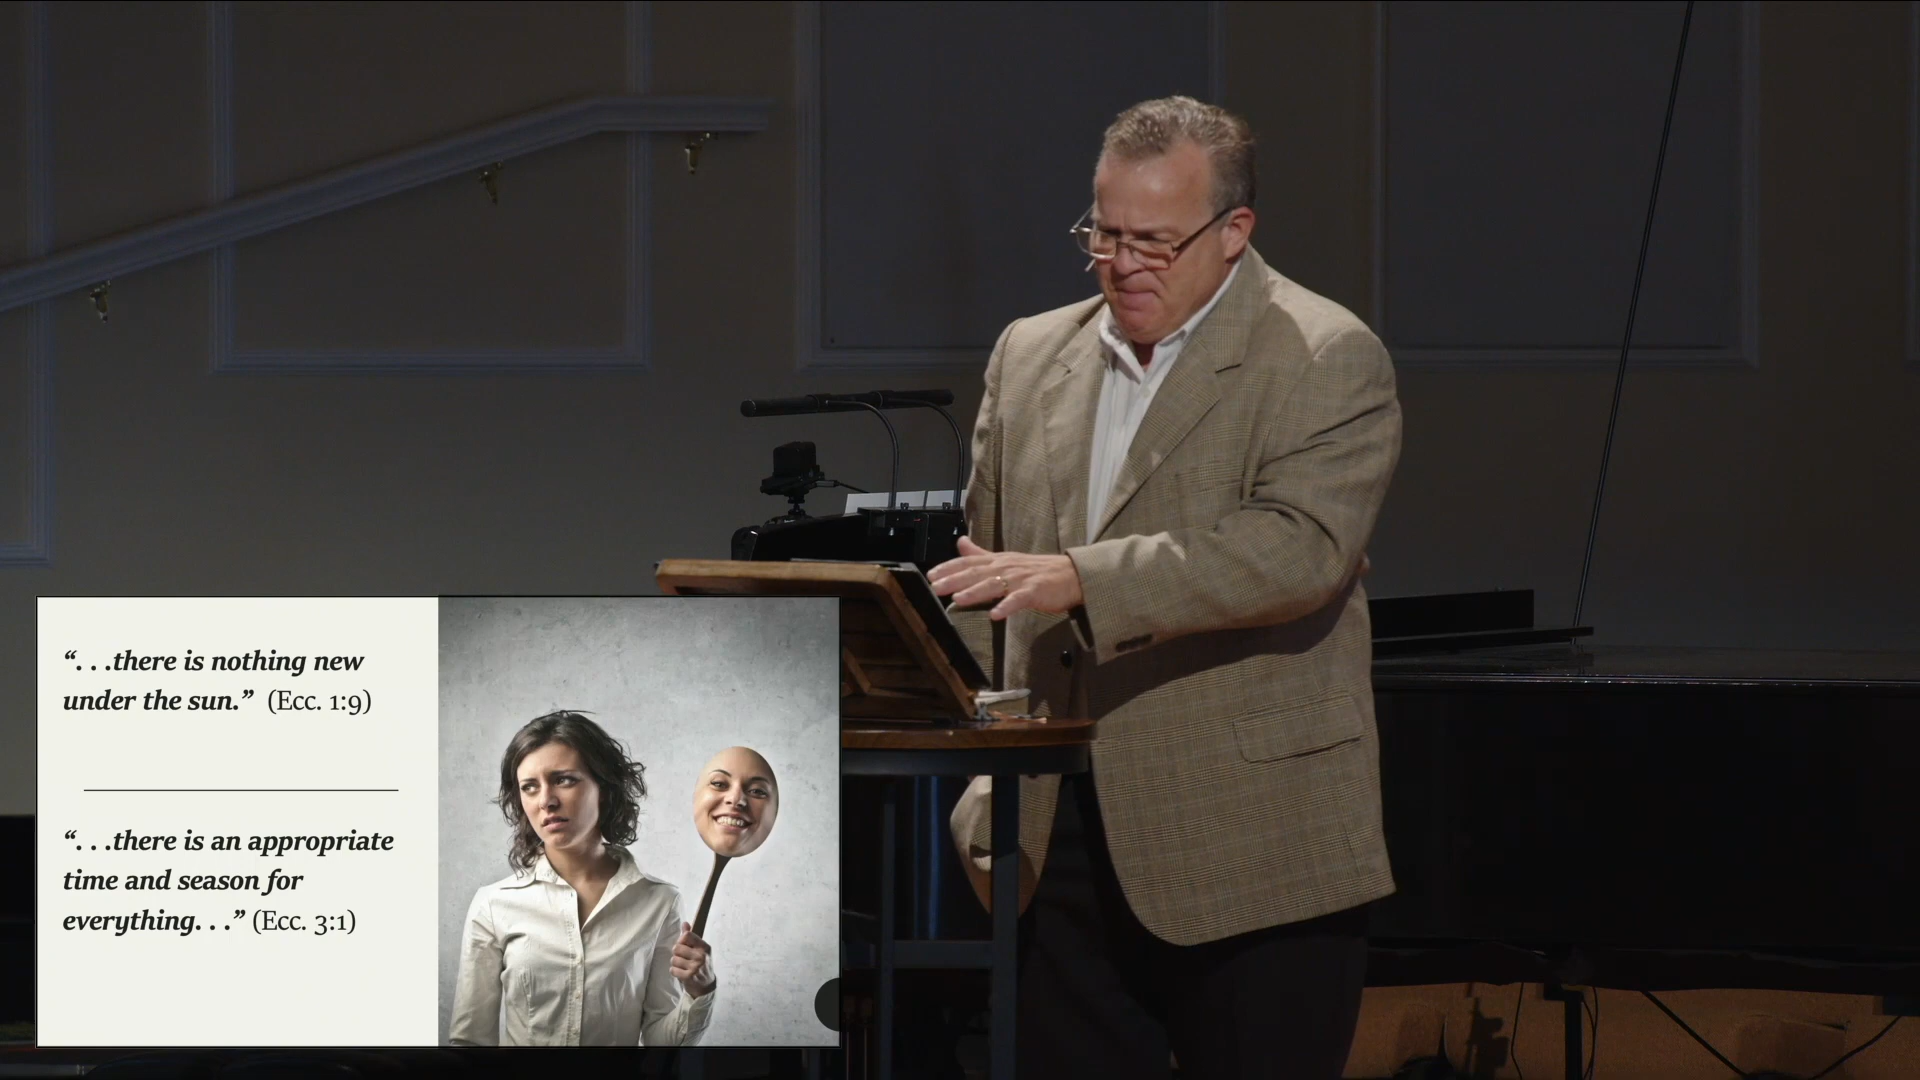 “. . .there is nothing new
under the sun.” (Ecc. 1:9)
“. . .there is an appropriate
time and season for
everything. . .” (Ecc. 3:1)